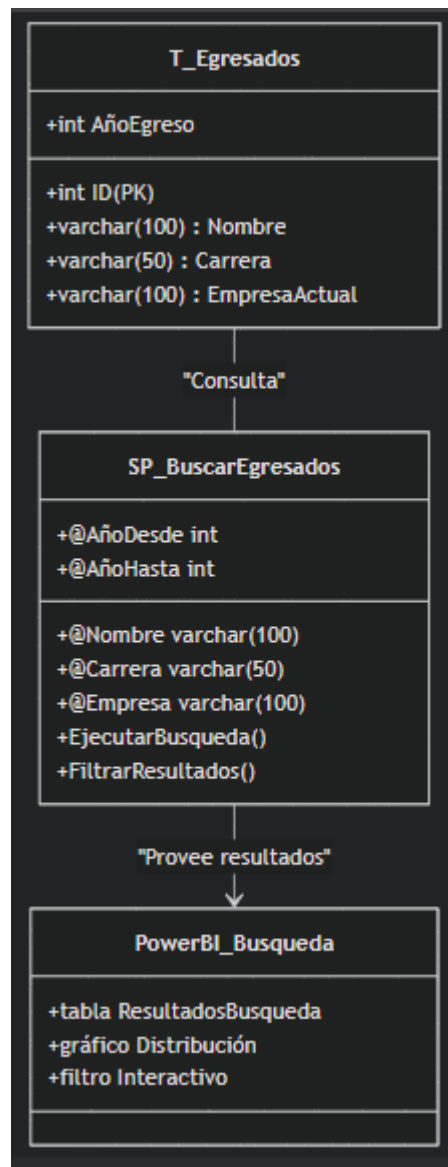 T_Egresados
+int AñoEgreso
+int ID(PK)
+varchar(100) : Nombre
+varchar(50) : Carrera
+varchar(100) : EmpresaActual
"Consulta"
SP_BuscarEgresados
+@AñoDesde int
+@AñoHasta int
+@Nombre varchar(100)
+@Carrera varchar(50)
+@Empresa varchar(100)
+EjecutarBusqueda()
+FiltrarResultados()
"Provee resultados"
PowerBI_Busqueda
+tabla ResultadosBusqueda
+gráfico Distribución
+filtro Interactivo